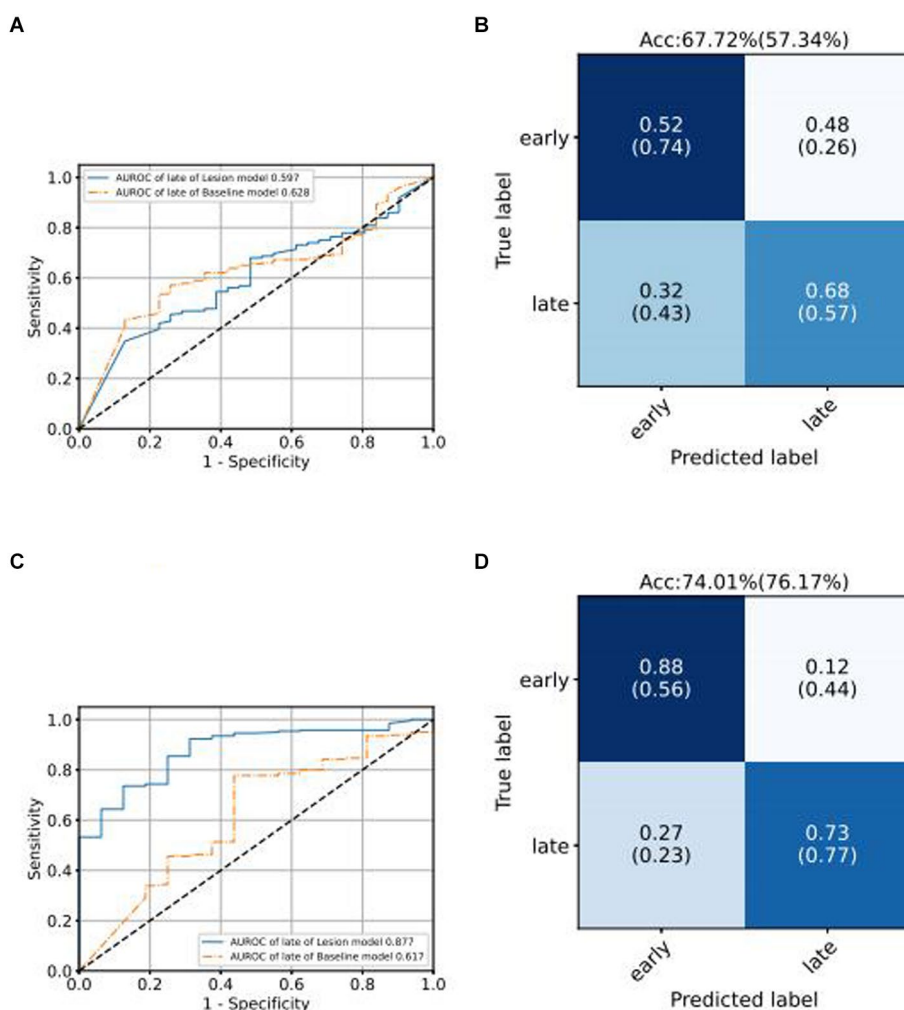 A
AUROC of late of Lesion model 0.597
AUROC of late of Baseline model 0.628
1.0
0.8
0.6
0.4
0.2
0.0
Sensitivity
0.0 0.2 0.4 0.6 0.8 1.0
1 - Specificity
B
Acc:67.72%(57.34%)
True label
early
0.52 0.48
(0.74) (0.26)
late
0.32 0.68
(0.43) (0.57)
early late
Predicted label
C
1.0
0.8
0.6
0.4
0.2
0.0
Sensitivity
AUROC of late of Lesion model 0.877
AUROC of late of Baseline model 0.617
0.0 0.2 0.4 0.6 0.8 1.0
1 - Specificity
D
Acc:74.01%(76.17%)
True label
early
0.88 0.12
(0.56) (0.44)
late
0.27 0.73
(0.23) (0.77)
early late
Predicted label